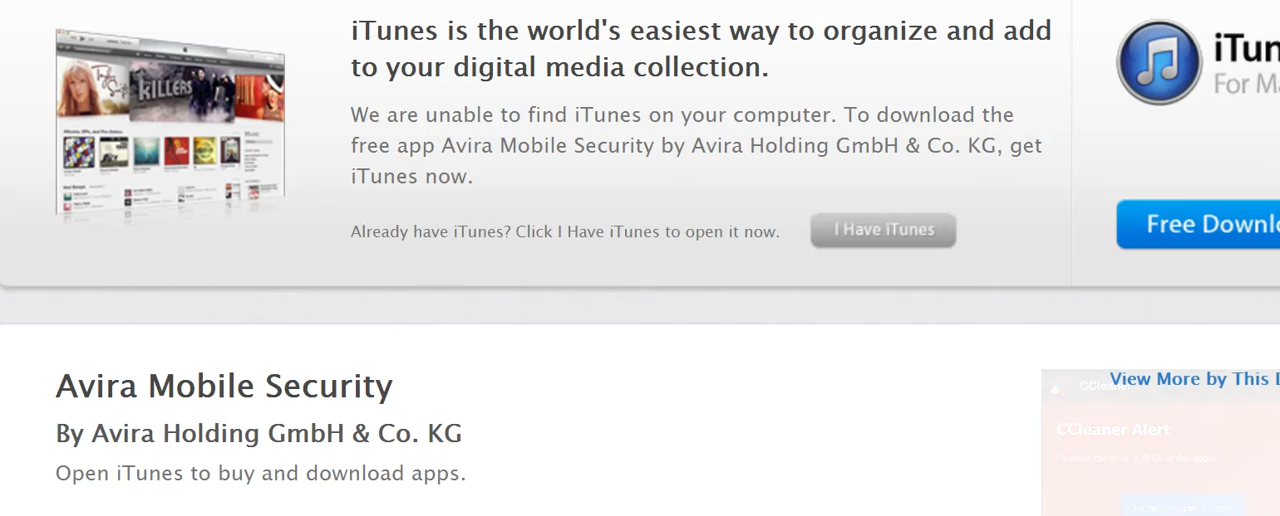 iTunes is the world's easiest way to organize and add
to your digital media collection.
We are unable to find iTunes on your computer. To download the
free app Avira Mobile Security by Avira Holding GmbH & Co. KG, get
iTunes now.
Already have iTunes? Click I Have iTunes to open it now.
I Have iTunes
iTun
For Ma
Free Downlo
KILLERS
Avira Mobile Security
By Avira Holding GmbH & Co. KG
Open iTunes to buy and download apps.
View More by This D
CCleaner
CCleaner Alert